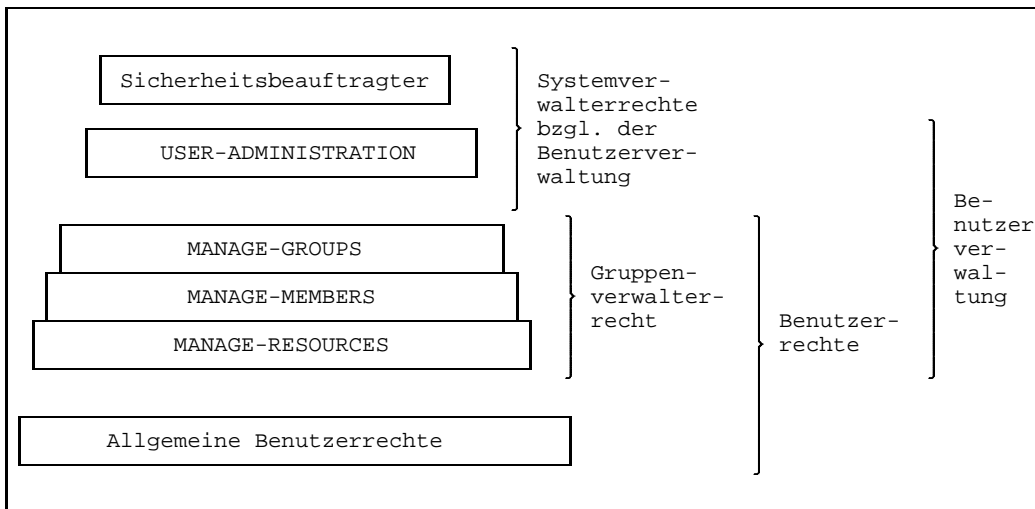 Sicherheitsbeauftragter
USER-ADMINISTRATION
Systemver-
walterrechte
bzgl. der
Benutzerver-
waltung
MANAGE-GROUPS
MANAGE-MEMBERS
MANAGE-RESOURCES
Gruppen-
verwalter-
recht
Allgemeine Benutzerrechte
Benutzer-
rechte
Be-
nutzer
ver-
wal-
tung